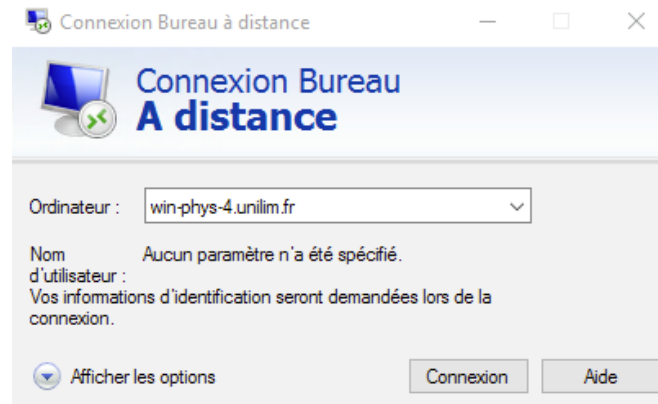 Connexion Bureau à distance
Connexion Bureau
A distance
Ordinateur :
win-phys-4.unilim.fr
Nom d'utilisateur :
Aucun paramètre n'a été spécifié.
Vos informations d'identification seront demandées lors de la
connexion.
Afficher les options
Connexion
Aide